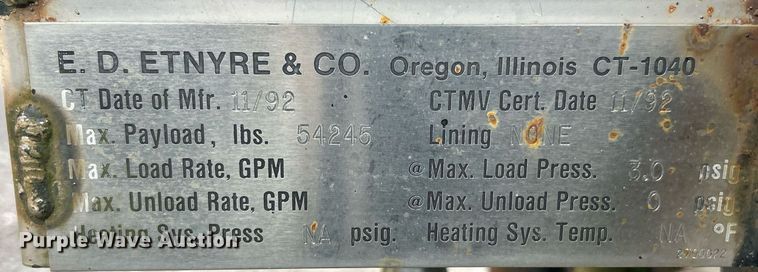 E. D. ETNYRE & CO. Oregon, Illinois CT-1040
CT Date of Mfr. 11/92 CTMV Cert. Date 11/92
Max. Payload, lbs. 54245 Lining NONE
Max. Load Rate, GPM @ Max. Load Press. 3.0 psig
Max. Unload Rate, GPM @ Max. Unload Press. 0 psig
Heating Sys. Press NA psig. Heating Sys. Temp. NA °F
Purple Wave Auction